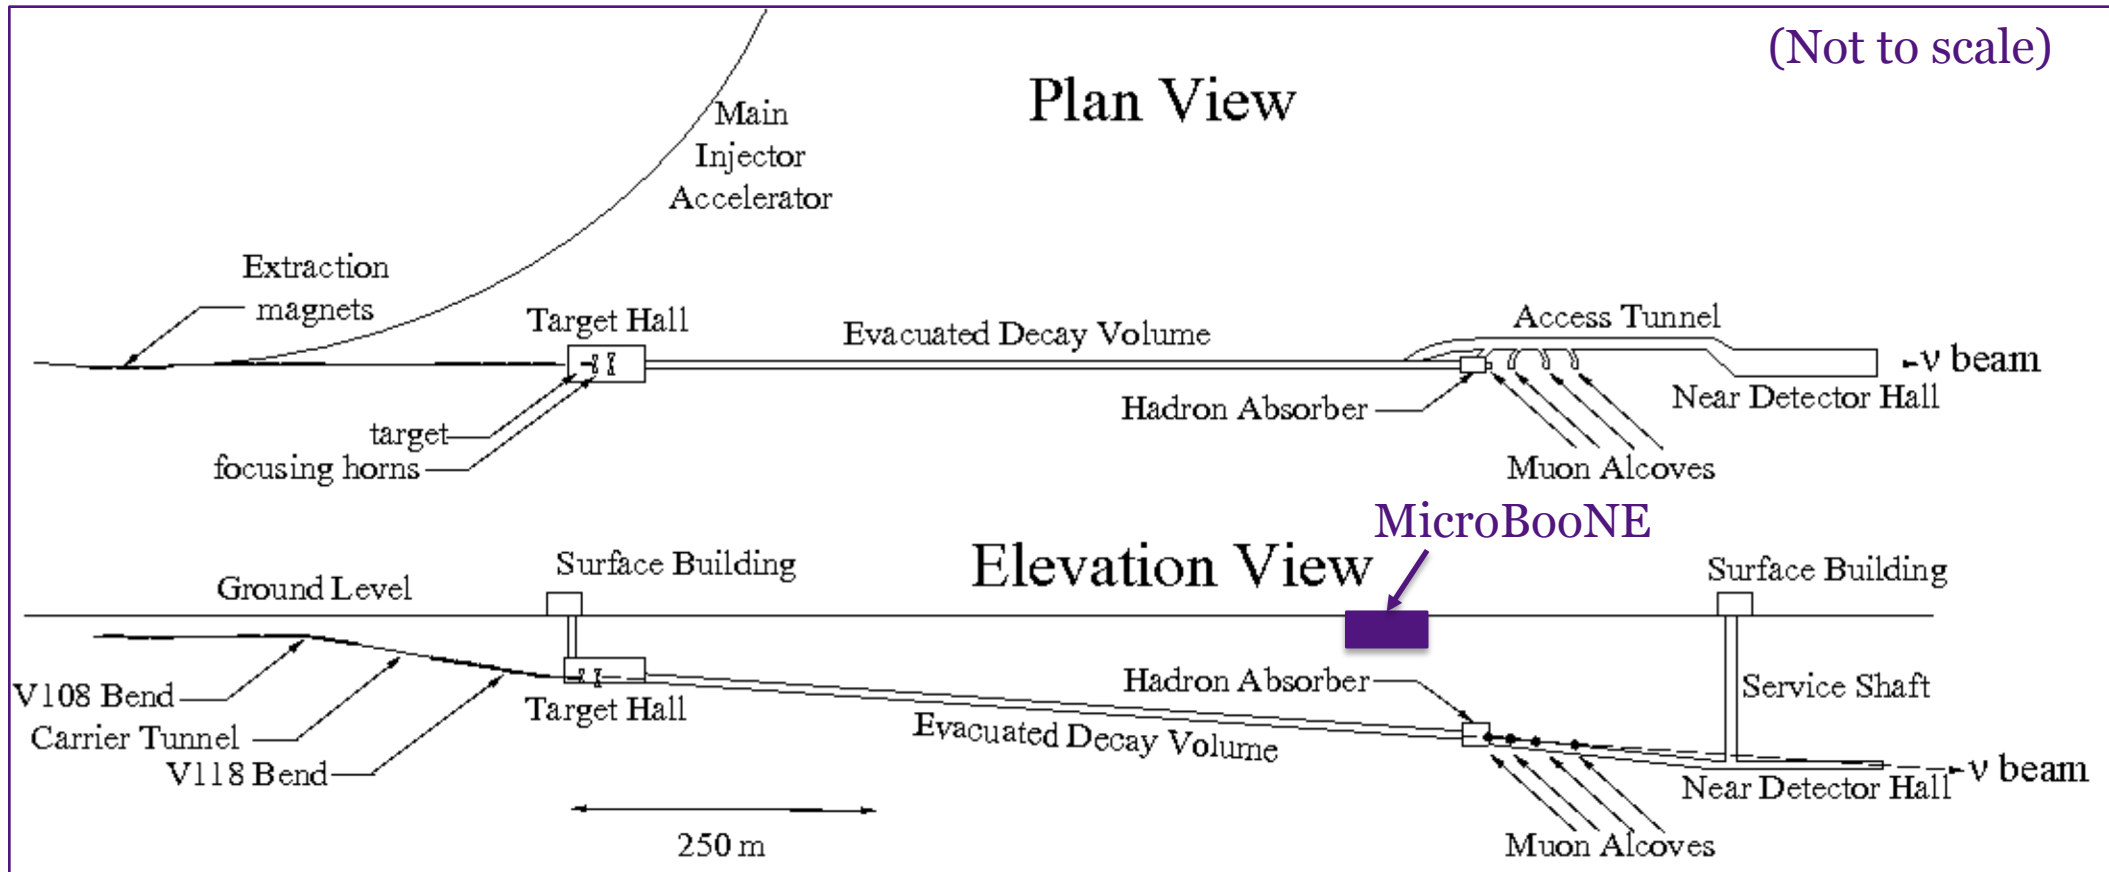 (Not to scale)
Plan View
Main
Injector
Accelerator
Extraction
magnets
Target Hall
Evacuated Decay Volume
Access Tunnel
ν beam
Hadron Absorber
Near Detector Hall
target
focusing horns
Muon Alcoves
MicroBooNE
Elevation View
Surface Building
Surface Building
Ground Level
V108 Bend
Carrier Tunnel
V118 Bend
Target Hall
Hadron Absorber
Evacuated Decay Volume
Service Shaft
ν beam
Near Detector Hall
250 m
Muon Alcoves